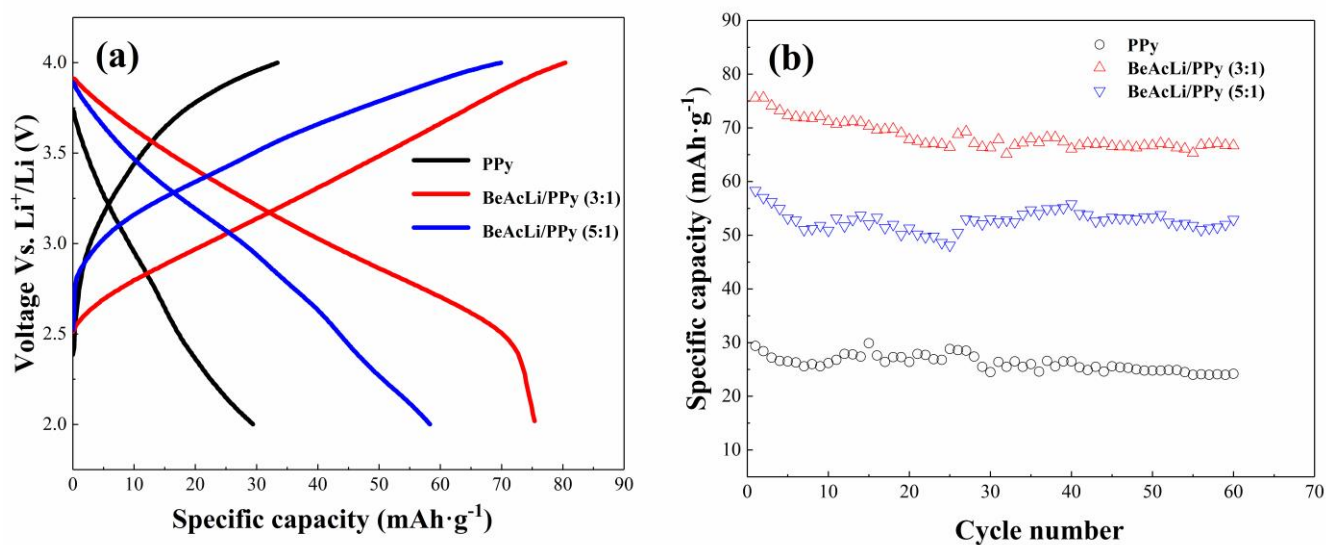 (a)
Voltage Vs. Li⁺/Li (V)
4.0
3.5
3.0
2.5
2.0
PPy
BeAcLi/PPy (3:1)
BeAcLi/PPy (5:1)
0 10 20 30 40 50 60 70 80 90
Specific capacity (mAh·g⁻¹)
(b)
Specific capacity (mAh·g⁻¹)
90
80
70
60
50
40
30
20
10
PPy
BeAcLi/PPy (3:1)
BeAcLi/PPy (5:1)
0 10 20 30 40 50 60 70
Cycle number